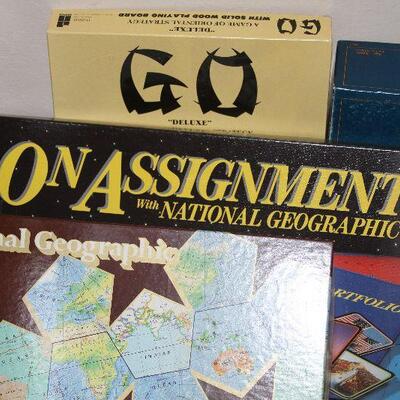 "DELUXE"
A GAME OF ORIENTAL STRATEGY
WITH SOLID WOOD PLAYING BOARD
GO
GO
"DELUXE"
ON ASSIGNMENT
With NATIONAL GEOGRAPHIC
nal Geographic
RTFOLIO